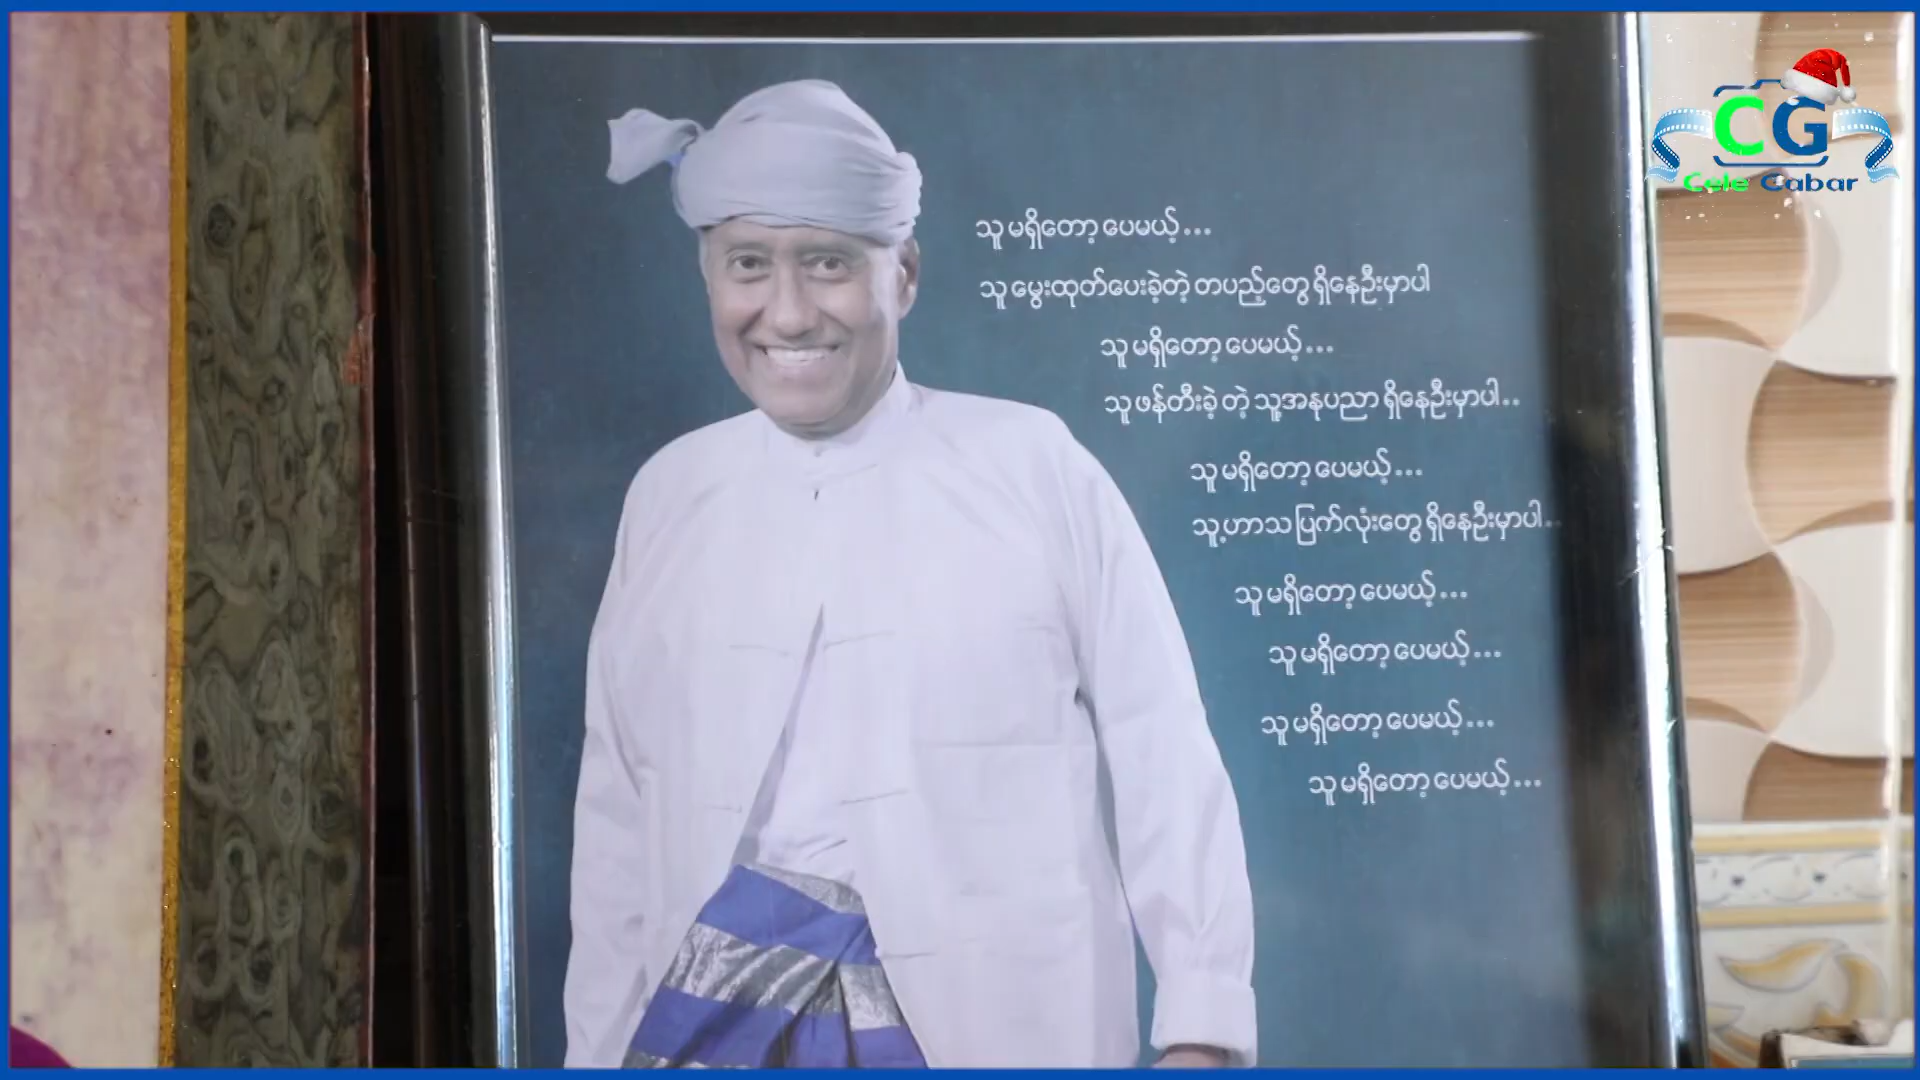 CG
Cele Gabar
သူမရှိတော့ပေမယ့်...
သူမွေးထုတ်ပေးခဲ့တဲ့ တပည့်တွေရှိနေဦးမှာပါ
သူမရှိတော့ပေမယ့်...
သူဖန်တီးခဲ့တဲ့ သူ့အနုပညာရှိနေဦးမှာပါ..
သူမရှိတော့ပေမယ့်...
သူ့ဟာသပြက်လုံးတွေရှိနေဦးမှာပါ..
သူမရှိတော့ပေမယ့်...
သူမရှိတော့ပေမယ့်...
သူမရှိတော့ပေမယ့်...
သူမရှိတော့ပေမယ့်...